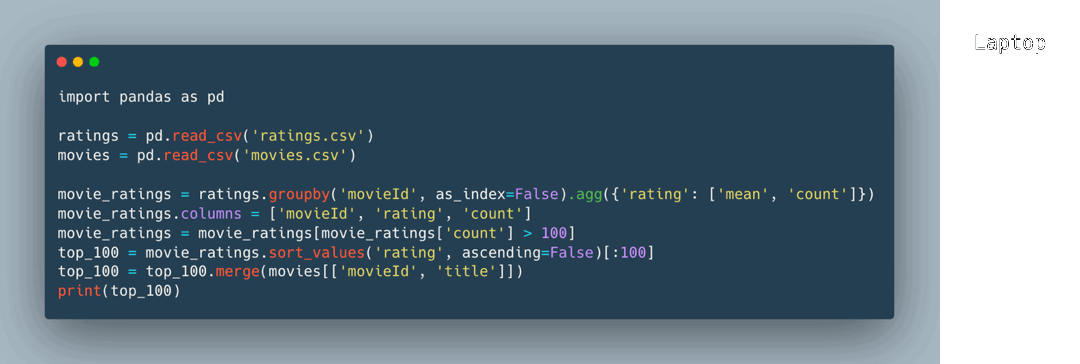 import pandas as pd
ratings = pd.read_csv('ratings.csv')
movies = pd.read_csv('movies.csv')
movie_ratings = ratings.groupby('movieId', as_index=False).agg({'rating': ['mean', 'count']})
movie_ratings.columns = ['movieId', 'rating', 'count']
movie_ratings = movie_ratings[movie_ratings['count'] > 100]
top_100 = movie_ratings.sort_values('rating', ascending=False)[:100]
top_100 = top_100.merge(movies[['movieId', 'title']])
print(top_100)
Laptop